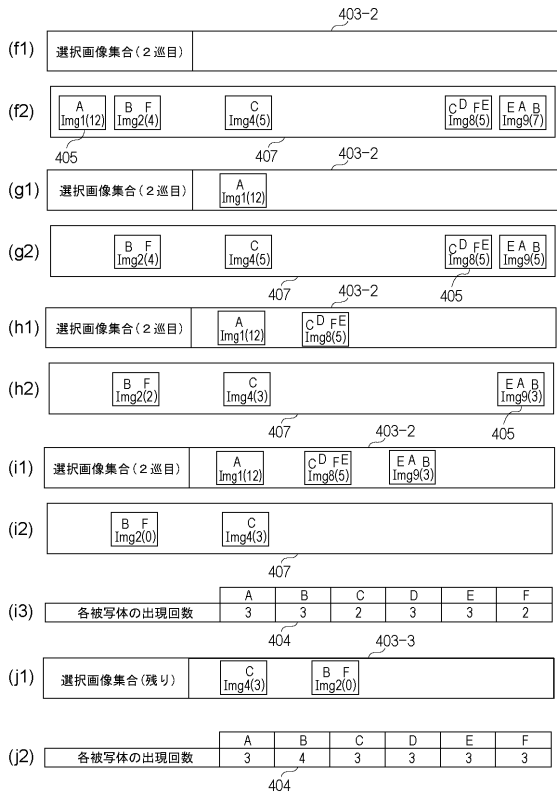 403-2
(f1) 選択画像集合(２巡目)
(f2) A Img1(12) B F Img2(4) C Img4(5) C D F E Img8(5) E A B Img9(7)
405 407 403-2
(g1) 選択画像集合(２巡目) A Img1(12)
(g2) B F Img2(4) C Img4(5) C D F E Img8(5) E A B Img9(5)
407 403-2 405
(h1) 選択画像集合(２巡目) A Img1(12) C D F E Img8(5)
(h2) B F Img2(2) C Img4(3) E A B Img9(3)
407 403-2 405
(i1) 選択画像集合(２巡目) A Img1(12) C D F E Img8(5) E A B Img9(3)
(i2) B F Img2(0) C Img4(3)
407
A B C D E F
(i3) 各被写体の出現回数 3 3 2 3 3 2
404 403-3
(j1) 選択画像集合(残り) C Img4(3) B F Img2(0)
A B C D E F
(j2) 各被写体の出現回数 3 4 3 3 3 3
404